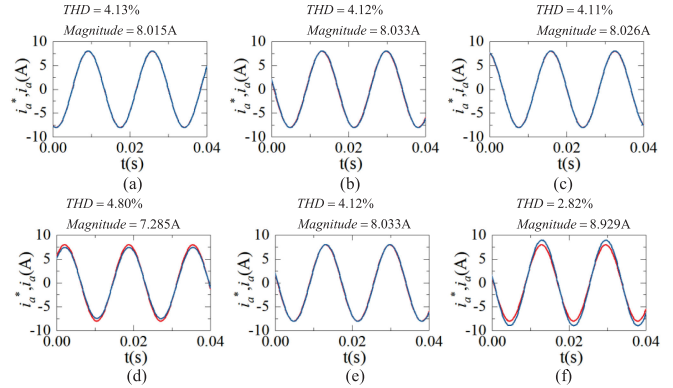 THD = 4.13%
Magnitude = 8.015A
THD = 4.12%
Magnitude = 8.033A
THD = 4.11%
Magnitude = 8.026A
10
5
0
-5
-10
i_a^*,i_a(A)
0.00 0.02 0.04
t(s)
(a)
10
5
0
-5
-10
i_a^*,i_a(A)
0.00 0.02 0.04
t(s)
(b)
10
5
0
-5
-10
i_a^*,i_a(A)
0.00 0.02 0.04
t(s)
(c)
THD = 4.80%
Magnitude = 7.285A
THD = 4.12%
Magnitude = 8.033A
THD = 2.82%
Magnitude = 8.929A
10
5
0
-5
-10
i_a^*,i_a(A)
0.00 0.02 0.04
t(s)
(d)
10
5
0
-5
-10
i_a^*,i_a(A)
0.00 0.02 0.04
t(s)
(e)
10
5
0
-5
-10
i_a^*,i_a(A)
0.00 0.02 0.04
t(s)
(f)